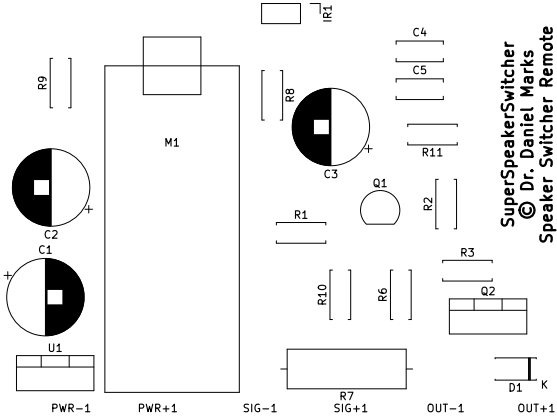 IR1
C4
C5
R9
R8
M1
C3
R11
SuperSpeakerSwitcher
© Dr. Daniel Marks
Speaker Switcher Remote
Q1
R2
C2
R1
C1
R3
R10
R6
Q2
U1
D1
K
R7
PWR-1
PWR+1
SIG-1
SIG+1
OUT-1
OUT+1
+
+
+